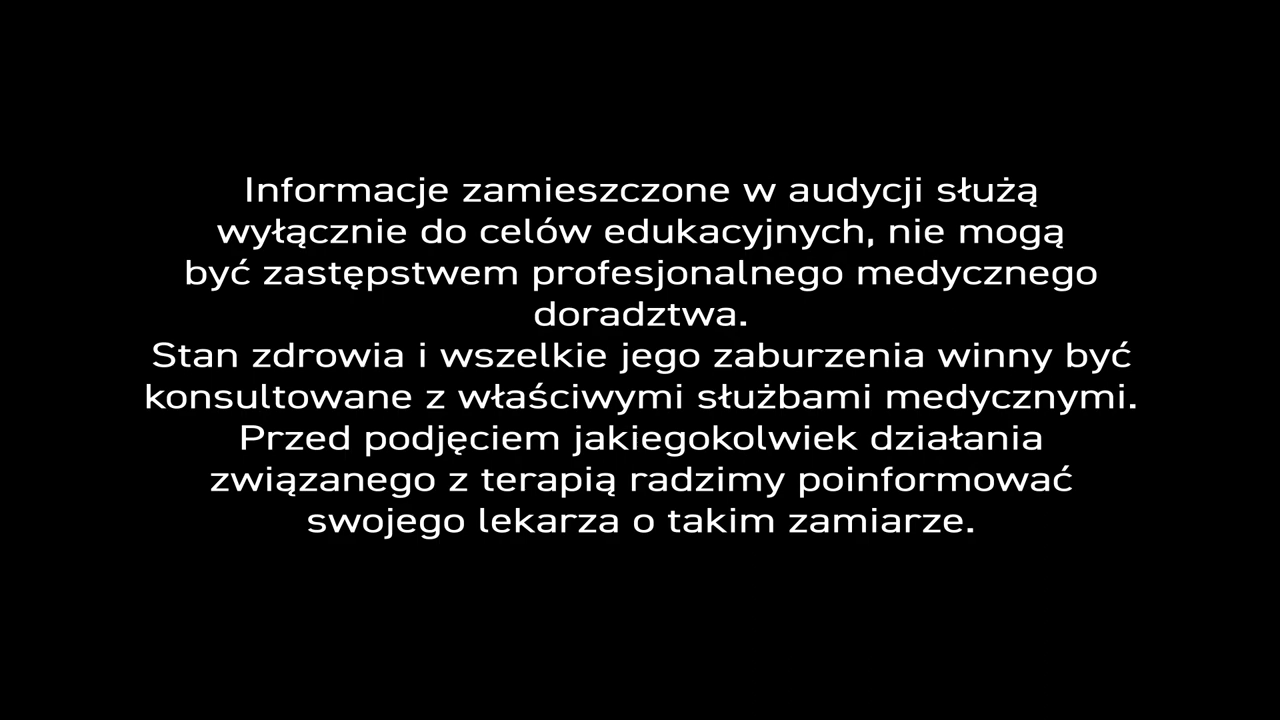 Informacje zamieszczone w audycji służą
wyłącznie do celów edukacyjnych, nie mogą
być zastępstwem profesjonalnego medycznego
doradztwa.
Stan zdrowia i wszelkie jego zaburzenia winny być
konsultowane z właściwymi służbami medycznymi.
Przed podjęciem jakiegokolwiek działania
związanego z terapią radzimy poinformować
swojego lekarza o takim zamiarze.